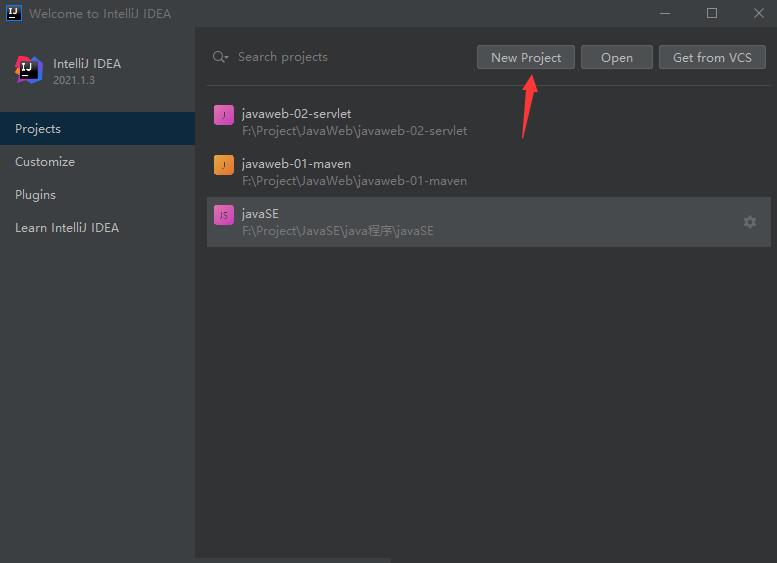 Welcome to IntelliJ IDEA
IntelliJ IDEA
2021.1.3
Projects
Customize
Plugins
Learn IntelliJ IDEA
Search projects
New Project
Open
Get from VCS
J
javaweb-02-servlet
F:\Project\JavaWeb\javaweb-02-servlet
J
javaweb-01-maven
F:\Project\JavaWeb\javaweb-01-maven
JS
javaSE
F:\Project\JavaSE\java程序\javaSE